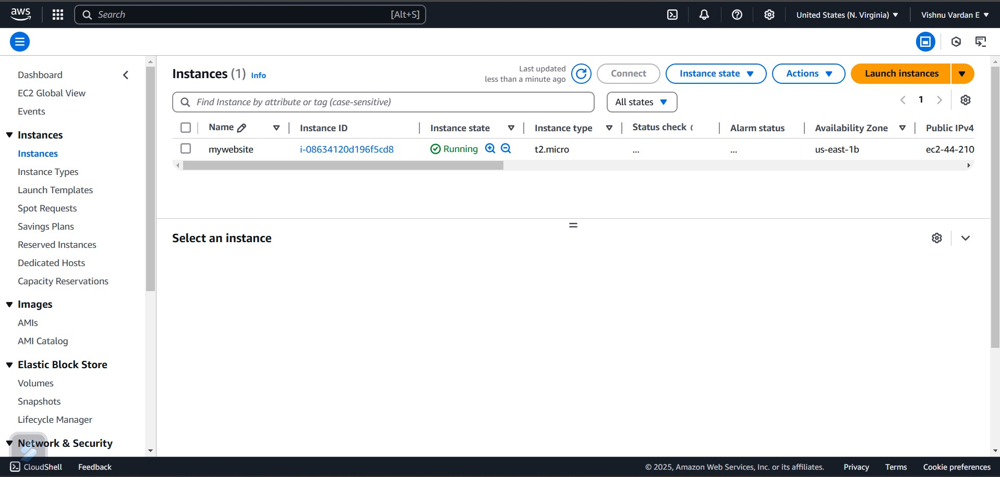 aws
Search [Alt+S]
United States (N. Virginia)
Vishnu Vardan E
Dashboard
EC2 Global View
Events
Instances
Instances
Instance Types
Launch Templates
Spot Requests
Savings Plans
Reserved Instances
Dedicated Hosts
Capacity Reservations
Images
AMIs
AMI Catalog
Elastic Block Store
Volumes
Snapshots
Lifecycle Manager
Network & Security
Instances (1) Info
Last updated
less than a minute ago
Connect
Instance state
Actions
Launch instances
Find Instance by attribute or tag (case-sensitive)
All states
1
Name Instance ID Instance state Instance type Status check Alarm status Availability Zone Public IPv4
mywebsite i-08634120d196f5cd8 Running t2.micro ... ... us-east-1b ec2-44-210
Select an instance
CloudShell Feedback © 2025, Amazon Web Services, Inc. or its affiliates. Privacy Terms Cookie preferences